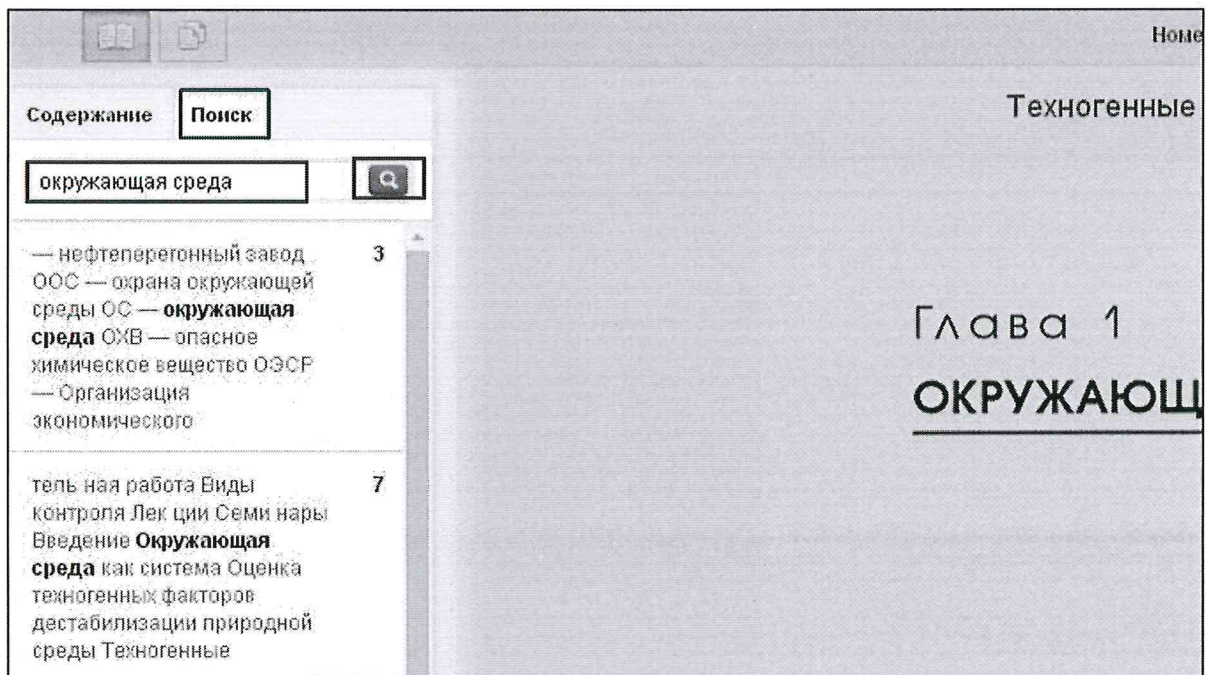 Номе
Содержание Поиск
окружающая среда
— нефтеперегонный завод 3
ООС — охрана окружающей
среды ОС — окружающая
среда ОХВ — опасное
химическое вещество ОЭСР
— Организация
экономического
тель ная работа Виды 7
контроля Лек ции Семи нары
Введение Окружающая
среда как система Оценка
техногенных факторов
дестабилизации природной
среды Техногенные
Техногенные
Глава 1
ОКРУЖАЮЩ